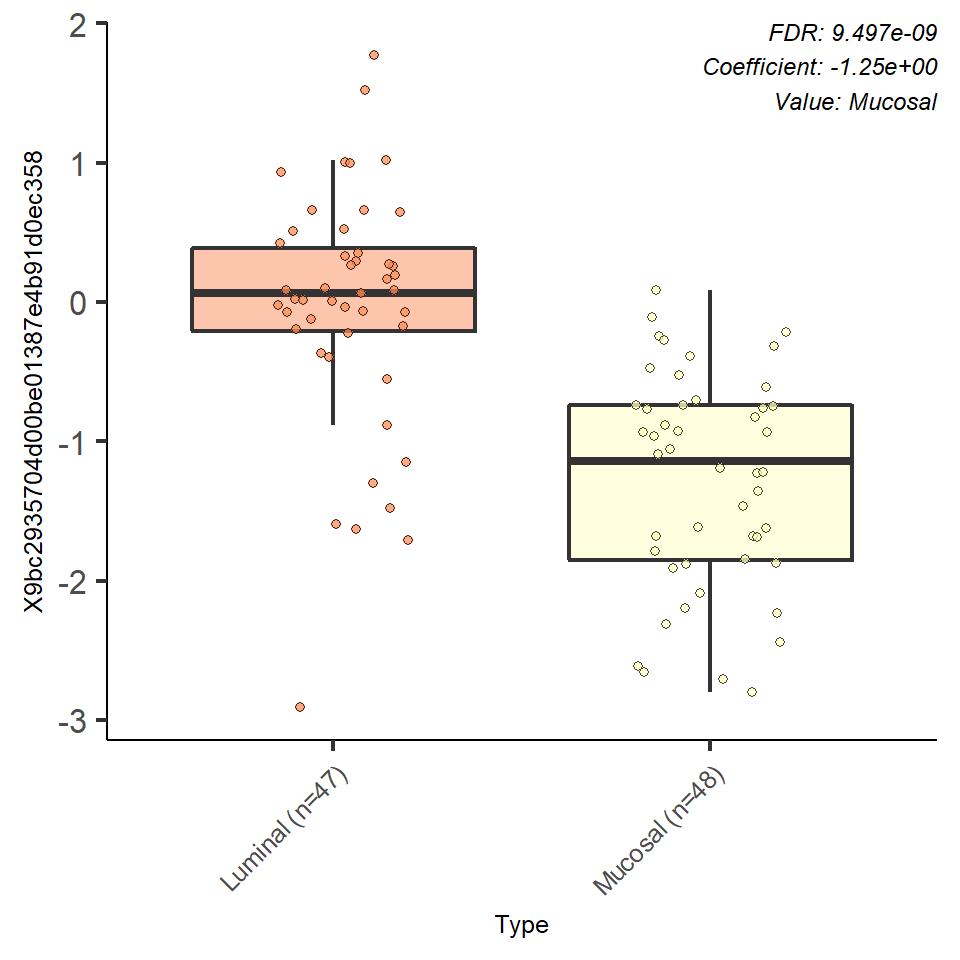 FDR: 9.497e-09
Coefficient: -1.25e+00
Value: Mucosal
X9bc2935704d00be01387e4b91d0ec358
2
1
0
-1
-2
-3
Luminal (n=47)
Mucosal (n=48)
Type